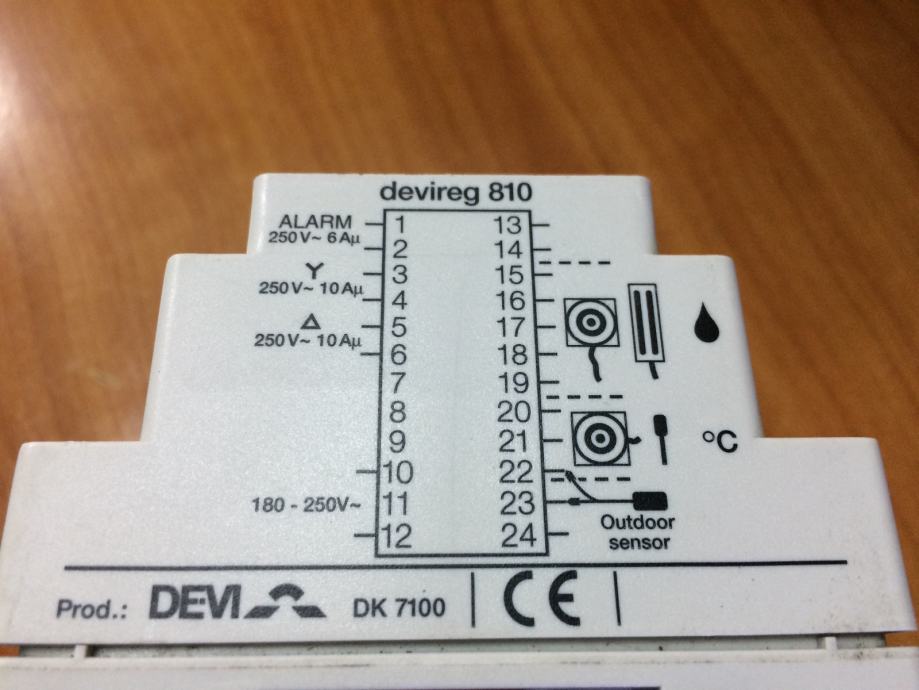 devireg 810
ALARM
250V~ 6Aµ
Y
250V~ 10Aµ
Δ
250V~ 10Aµ
180 - 250V~
1 13
2 14
3 15
4 16
5 17
6 18
7 19
8 20
9 21
10 22
11 23
12 24
°C
Outdoor
sensor
Prod.: DEVI DK 7100 CE